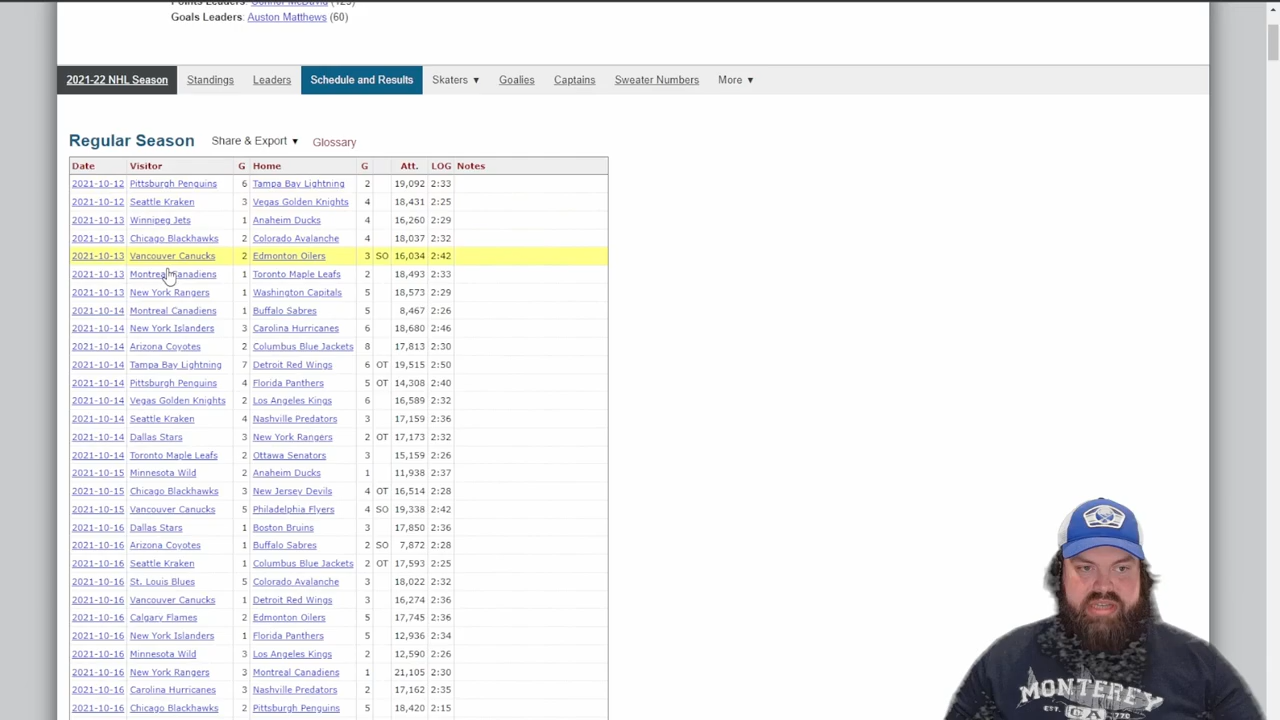 Points Leaders: Connor McDavid (123)
Goals Leaders: Auston Matthews (60)
2021-22 NHL Season Standings Leaders Schedule and Results Skaters ▼ Goalies Captains Sweater Numbers More ▼
Regular Season Share & Export ▼ Glossary
Date Visitor G Home G Att. LOG Notes
2021-10-12 Pittsburgh Penguins 6 Tampa Bay Lightning 2 19,092 2:33
2021-10-12 Seattle Kraken 3 Vegas Golden Knights 4 18,431 2:25
2021-10-13 Winnipeg Jets 1 Anaheim Ducks 4 16,260 2:29
2021-10-13 Chicago Blackhawks 2 Colorado Avalanche 4 18,037 2:32
2021-10-13 Vancouver Canucks 2 Edmonton Oilers 3 SO 16,034 2:42
2021-10-13 Montreal Canadiens 1 Toronto Maple Leafs 2 18,493 2:33
2021-10-13 New York Rangers 1 Washington Capitals 5 18,573 2:29
2021-10-14 Montreal Canadiens 1 Buffalo Sabres 5 8,467 2:26
2021-10-14 New York Islanders 3 Carolina Hurricanes 6 18,680 2:46
2021-10-14 Arizona Coyotes 2 Columbus Blue Jackets 8 17,813 2:30
2021-10-14 Tampa Bay Lightning 7 Detroit Red Wings 6 OT 19,515 2:50
2021-10-14 Pittsburgh Penguins 4 Florida Panthers 5 OT 14,308 2:40
2021-10-14 Vegas Golden Knights 2 Los Angeles Kings 6 16,589 2:32
2021-10-14 Seattle Kraken 4 Nashville Predators 3 17,159 2:36
2021-10-14 Dallas Stars 3 New York Rangers 2 OT 17,173 2:32
2021-10-14 Toronto Maple Leafs 2 Ottawa Senators 3 15,159 2:26
2021-10-15 Minnesota Wild 2 Anaheim Ducks 1 11,938 2:37
2021-10-15 Chicago Blackhawks 3 New Jersey Devils 4 OT 16,514 2:28
2021-10-15 Vancouver Canucks 5 Philadelphia Flyers 4 SO 19,338 2:42
2021-10-16 Dallas Stars 1 Boston Bruins 3 17,850 2:36
2021-10-16 Arizona Coyotes 1 Buffalo Sabres 2 SO 7,872 2:28
2021-10-16 Seattle Kraken 1 Columbus Blue Jackets 2 OT 17,593 2:25
2021-10-16 St. Louis Blues 5 Colorado Avalanche 3 18,022 2:32
2021-10-16 Vancouver Canucks 1 Detroit Red Wings 3 16,274 2:36
2021-10-16 Calgary Flames 2 Edmonton Oilers 5 17,745 2:36
2021-10-16 New York Islanders 1 Florida Panthers 5 12,936 2:34
2021-10-16 Minnesota Wild 3 Los Angeles Kings 2 12,590 2:26
2021-10-16 New York Rangers 3 Montreal Canadiens 1 21,105 2:30
2021-10-16 Carolina Hurricanes 3 Nashville Predators 2 17,162 2:35
2021-10-16 Chicago Blackhawks 2 Pittsburgh Penguins 5 18,420 2:15
MONTEREY
EST. CA 1770